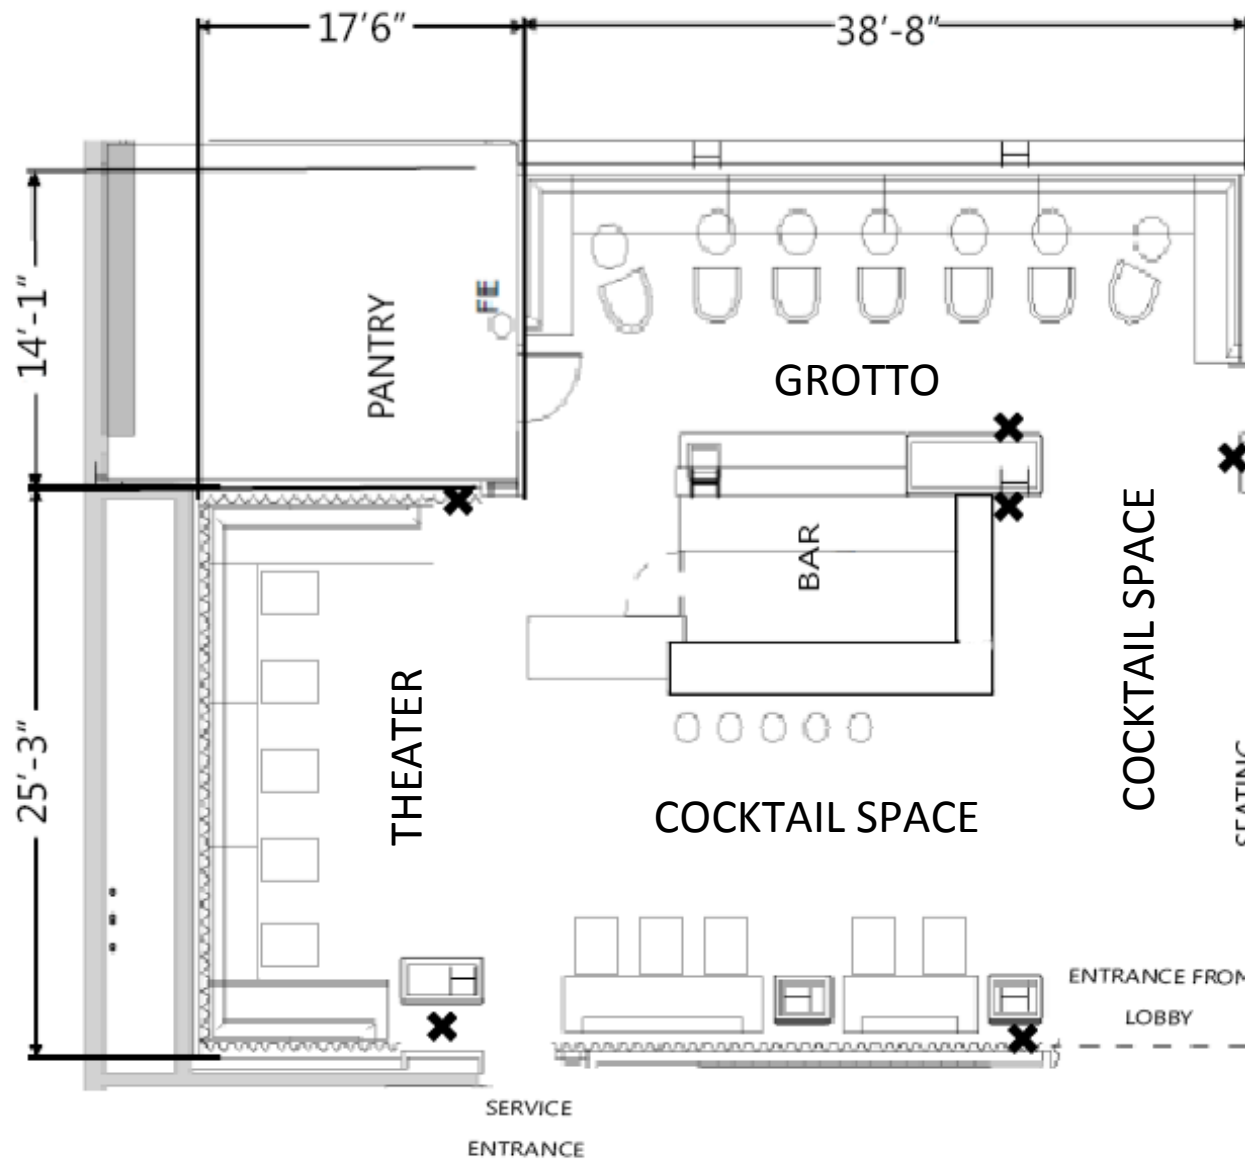 17'6"
38'-8"
14'-1"
PANTRY
FE
GROTTO
BAR
COCKTAIL SPACE
25'-3"
THEATER
COCKTAIL SPACE
SEATING
ENTRANCE FROM
LOBBY
SERVICE
ENTRANCE